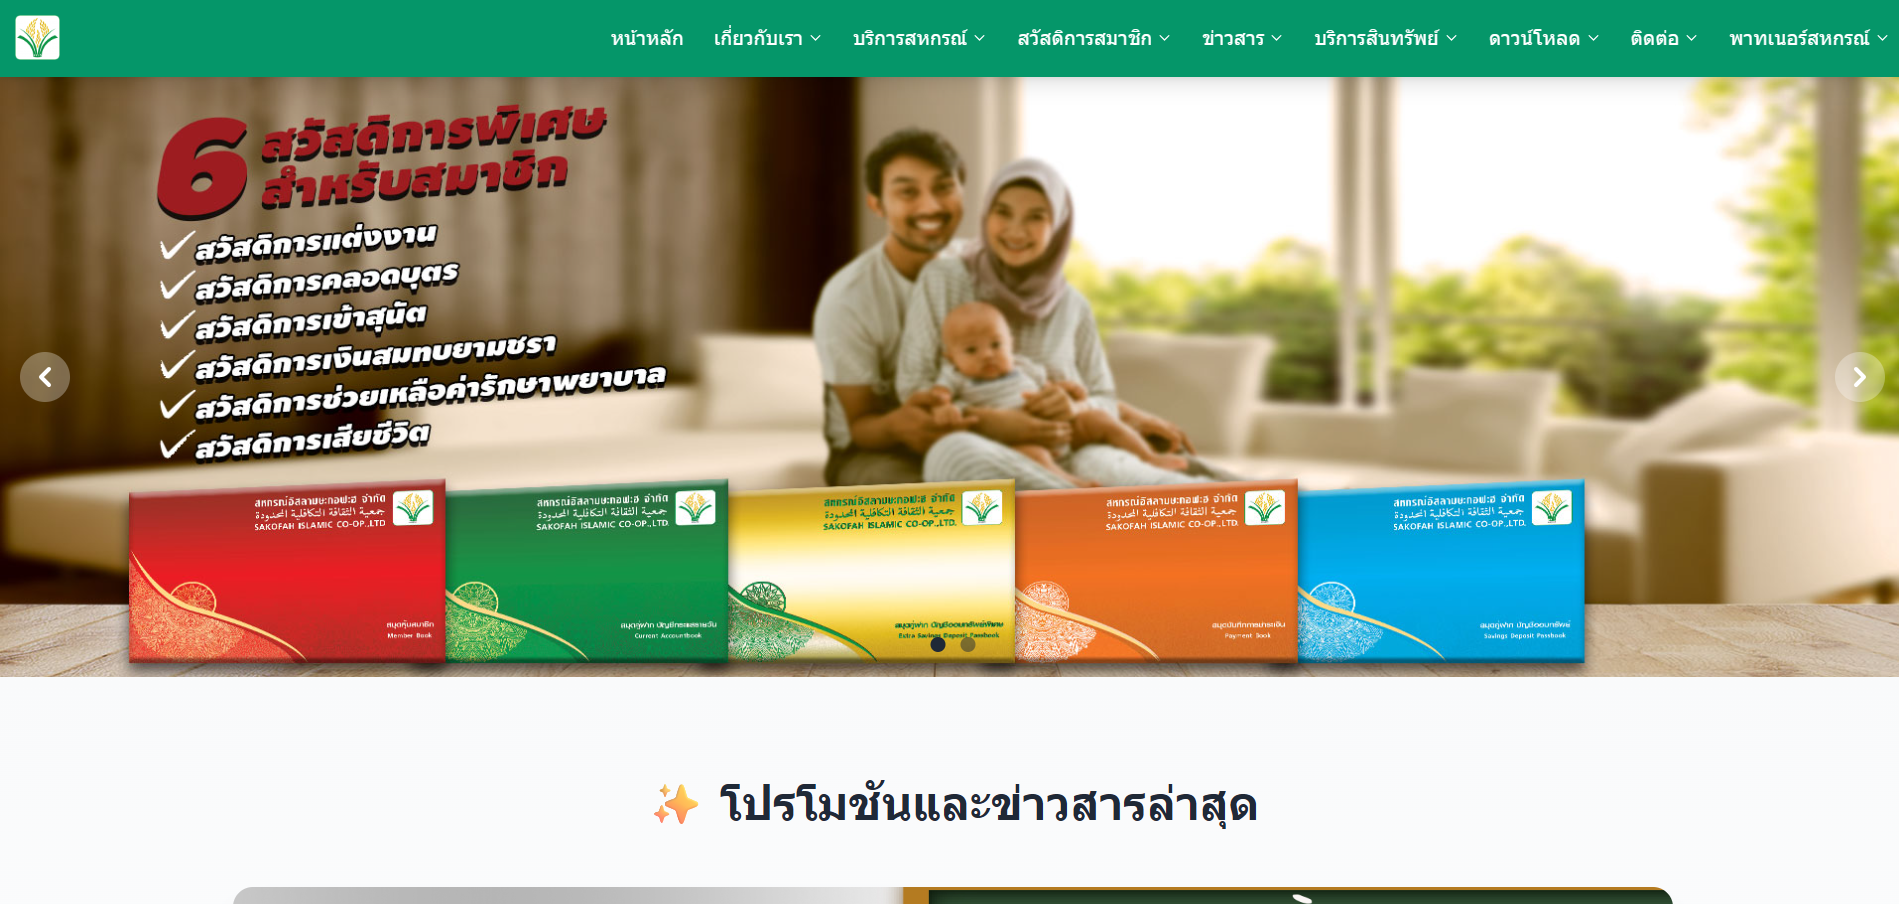 หน้าหลัก เกี่ยวกับเรา บริการสหกรณ์ สวัสดิการสมาชิก ข่าวสาร บริการสินทรัพย์ ดาวน์โหลด ติดต่อ พาทเนอร์สหกรณ์
6 สวัสดิการพิเศษ
สำหรับสมาชิก
สวัสดิการแต่งงาน
สวัสดิการคลอดบุตร
สวัสดิการเข้าสุนัต
สวัสดิการเงินสมทบยามชรา
สวัสดิการช่วยเหลือค่ารักษาพยาบาล
สวัสดิการเสียชีวิต
สหกรณ์อิสลามษะกอฟะฮ จำกัด
جمعية الثقافة التكافلية المحدودة
SAKOFAH ISLAMIC CO-OP.,LTD
สมุดหุ้นสมาชิก
Member Book
สหกรณ์อิสลามษะกอฟะฮ จำกัด
جمعية الثقافة التكافلية المحدودة
SAKOFAH ISLAMIC CO-OP.,LTD.
สมุดคู่ฝาก บัญชีกระแสรายวัน
Current Accountbook
สหกรณ์อิสลามษะกอฟะฮ จำกัด
جمعية الثقافة التكافلية المحدودة
SAKOFAH ISLAMIC CO-OP.,LTD.
สมุดคู่ฝาก บัญชีออมทรัพย์พิเศษ
Extra Savings Deposit Passbook
สหกรณ์อิสลามษะกอฟะฮ จำกัด
جمعية الثقافة التكافلية المحدودة
SAKOFAH ISLAMIC CO-OP.,LTD.
สมุดบันทึกการชำระเงิน
Payment Book
สหกรณ์อิสลามษะกอฟะฮ จำกัด
جمعية الثقافة التكافلية المحدودة
SAKOFAH ISLAMIC CO-OP.,LTD.
สมุดคู่ฝาก บัญชีออมทรัพย์
Savings Deposit Passbook
✨ โปรโมชันและข่าวสารล่าสุด